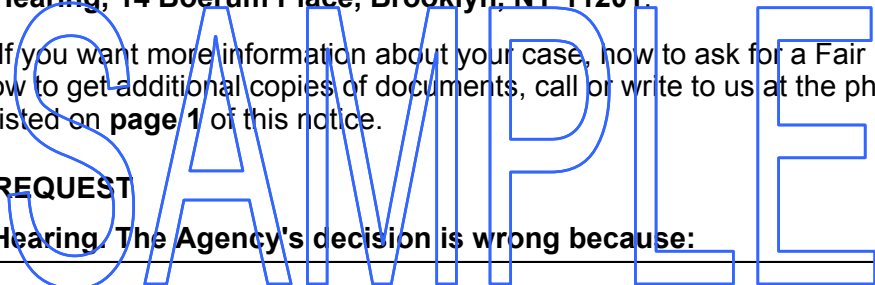 Hearing, 14 Boerum Place, Brooklyn, NY 11201.
If you want more information about your case, how to ask for a Fair
ow to get additional copies of documents, call or write to us at the ph
listed on page 1 of this notice.
REQUEST
Hearing. The Agency's decision is wrong because:
SAMPLE